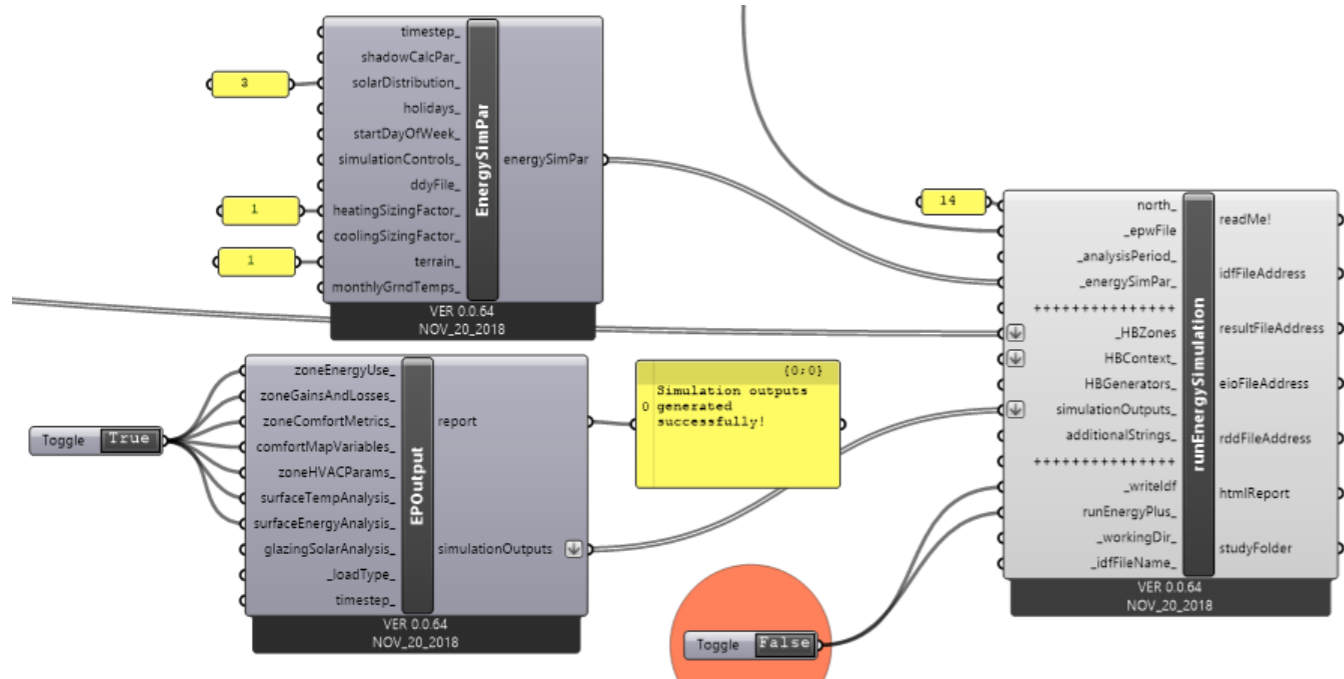 timestep_
shadowCalcPar_
3
solarDistribution_
holidays_
startDayOfWeek_
simulationControls_
ddyFile_
1
heatingSizingFactor_
coolingSizingFactor_
1
terrain_
monthlyGrndTemps_
EnergySimPar
energySimPar
VER 0.0.64
NOV_20_2018
Toggle True
zoneEnergyUse_
zoneGainsAndLosses_
zoneComfortMetrics_
comfortMapVariables_
zoneHVACParams_
surfaceTempAnalysis_
surfaceEnergyAnalysis_
glazingSolarAnalysis_
_loadType_
timestep_
EPOutput
report
simulationOutputs
VER 0.0.64
NOV_20_2018
{0;0}
0 Simulation outputs
generated
successfully!
Toggle False
14
north_
_epwFile
_analysisPeriod_
_energySimPar_
+++++++++++++++
_HBZones
HBContext_
HBGenerators_
simulationOutputs_
additionalStrings_
+++++++++++++++
_writeIdf
runEnergyPlus_
_workingDir_
_idfFileName_
runEnergySimulation
readMe!
idfFileAddress
resultFileAddress
eioFileAddress
rddFileAddress
htmlReport
studyFolder
VER 0.0.64
NOV_20_2018